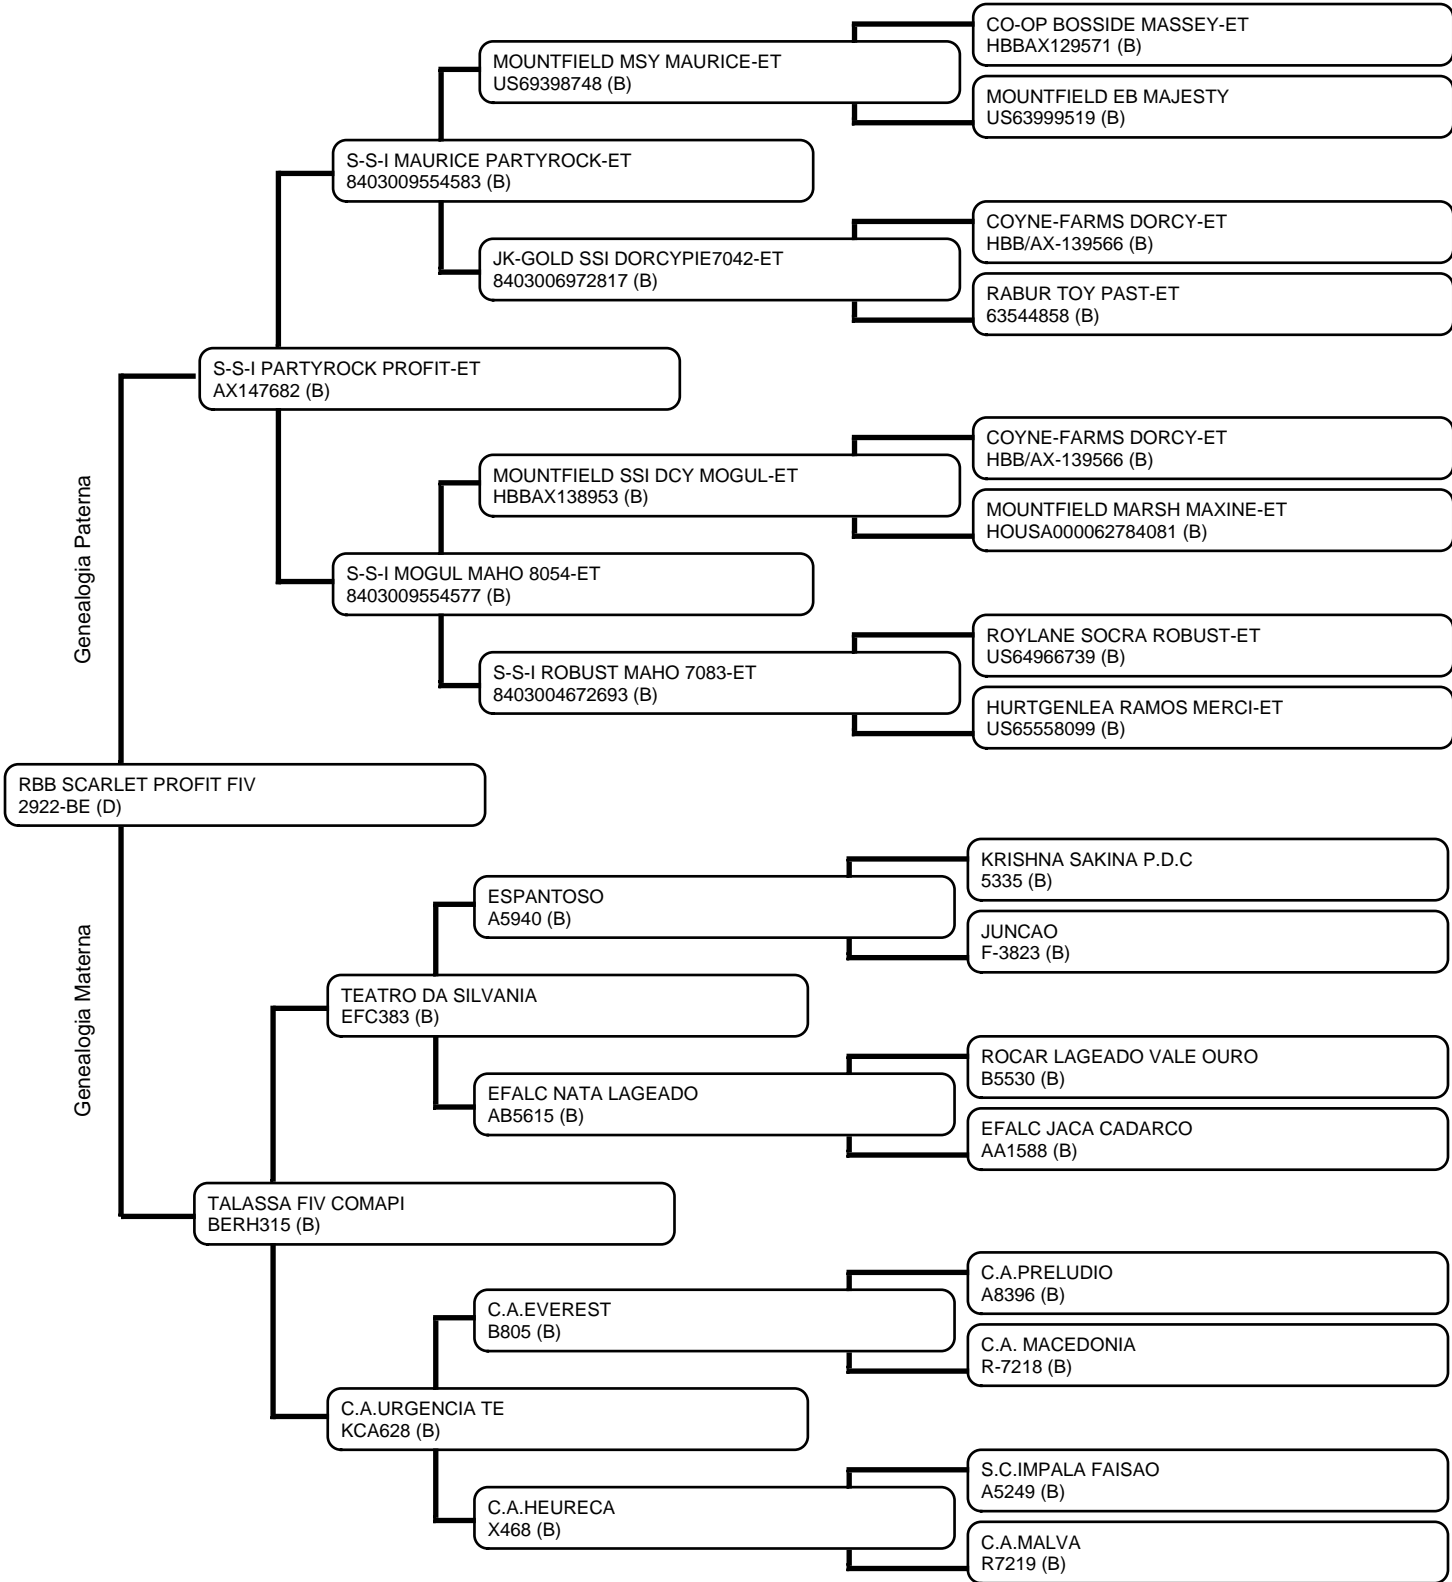 CO-OP BOSSIDE MASSEY-ET
HBBAX129571 (B)
MOUNTFIELD MSY MAURICE-ET
US69398748 (B)
MOUNTFIELD EB MAJESTY
US63999519 (B)
S-S-I MAURICE PARTYROCK-ET
8403009554583 (B)
COYNE-FARMS DORCY-ET
HBB/AX-139566 (B)
JK-GOLD SSI DORCYPIE7042-ET
8403006972817 (B)
RABUR TOY PAST-ET
63544858 (B)
S-S-I PARTYROCK PROFIT-ET
AX147682 (B)
COYNE-FARMS DORCY-ET
HBB/AX-139566 (B)
MOUNTFIELD SSI DCY MOGUL-ET
HBBAX138953 (B)
MOUNTFIELD MARSH MAXINE-ET
HOUSA000062784081 (B)
Genealogia Paterna
S-S-I MOGUL MAHO 8054-ET
8403009554577 (B)
ROYLANE SOCRA ROBUST-ET
US64966739 (B)
S-S-I ROBUST MAHO 7083-ET
8403004672693 (B)
HURTGENLEA RAMOS MERCI-ET
US65558099 (B)
RBB SCARLET PROFIT FIV
2922-BE (D)
KRISHNA SAKINA P.D.C
5335 (B)
ESPANTOSO
A5940 (B)
JUNCAO
F-3823 (B)
Genealogia Materna
TEATRO DA SILVANIA
EFC383 (B)
ROCAR LAGEADO VALE OURO
B5530 (B)
EFALC NATA LAGEADO
AB5615 (B)
EFALC JACA CADARCO
AA1588 (B)
TALASSA FIV COMAPI
BERH315 (B)
C.A.PRELUDIO
A8396 (B)
C.A.EVEREST
B805 (B)
C.A. MACEDONIA
R-7218 (B)
C.A.URGENCIA TE
KCA628 (B)
S.C.IMPALA FAISAO
A5249 (B)
C.A.HEURECA
X468 (B)
C.A.MALVA
R7219 (B)